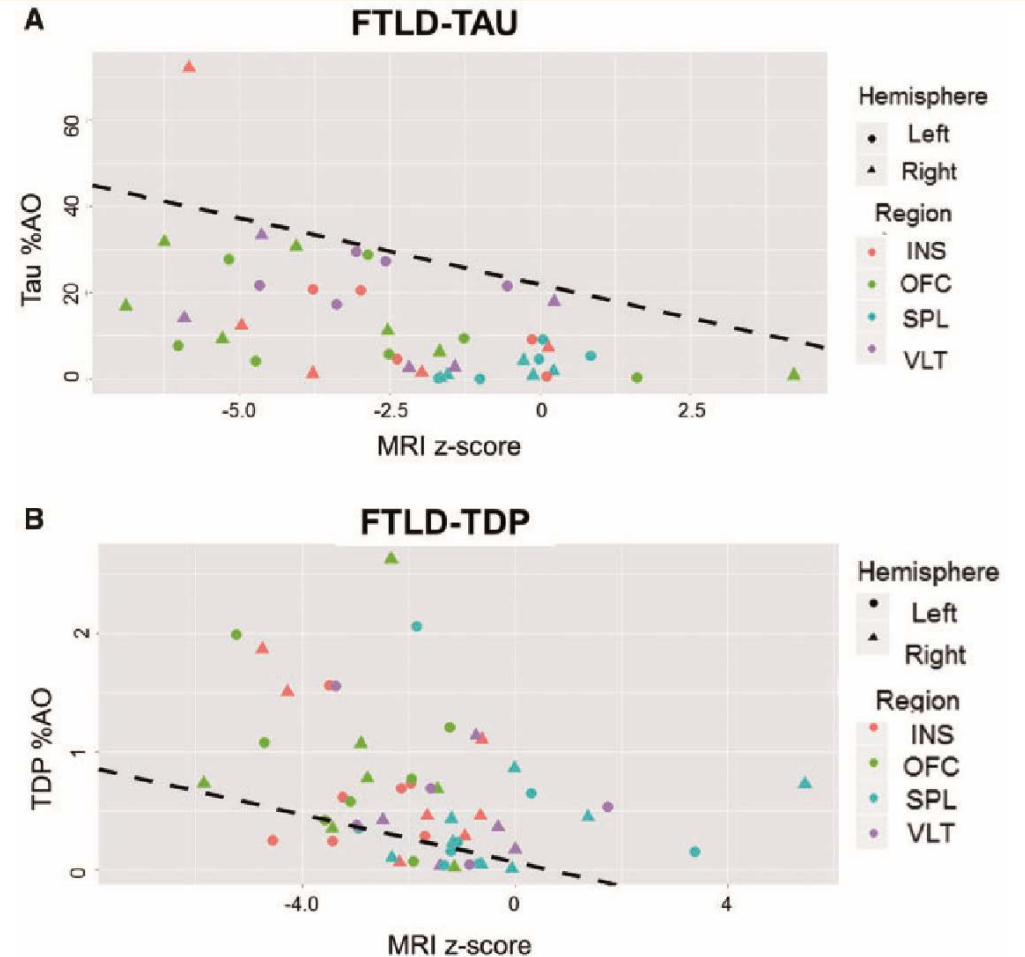 A
FTLD-TAU
Tau %AO
60
40
20
0
-5.0
-2.5
0
2.5
MRI z-score
Hemisphere
Left
Right
Region
INS
OFC
SPL
VLT
B
FTLD-TDP
TDP %AO
2
1
0
-4.0
0
4
MRI z-score
Hemisphere
Left
Right
Region
INS
OFC
SPL
VLT